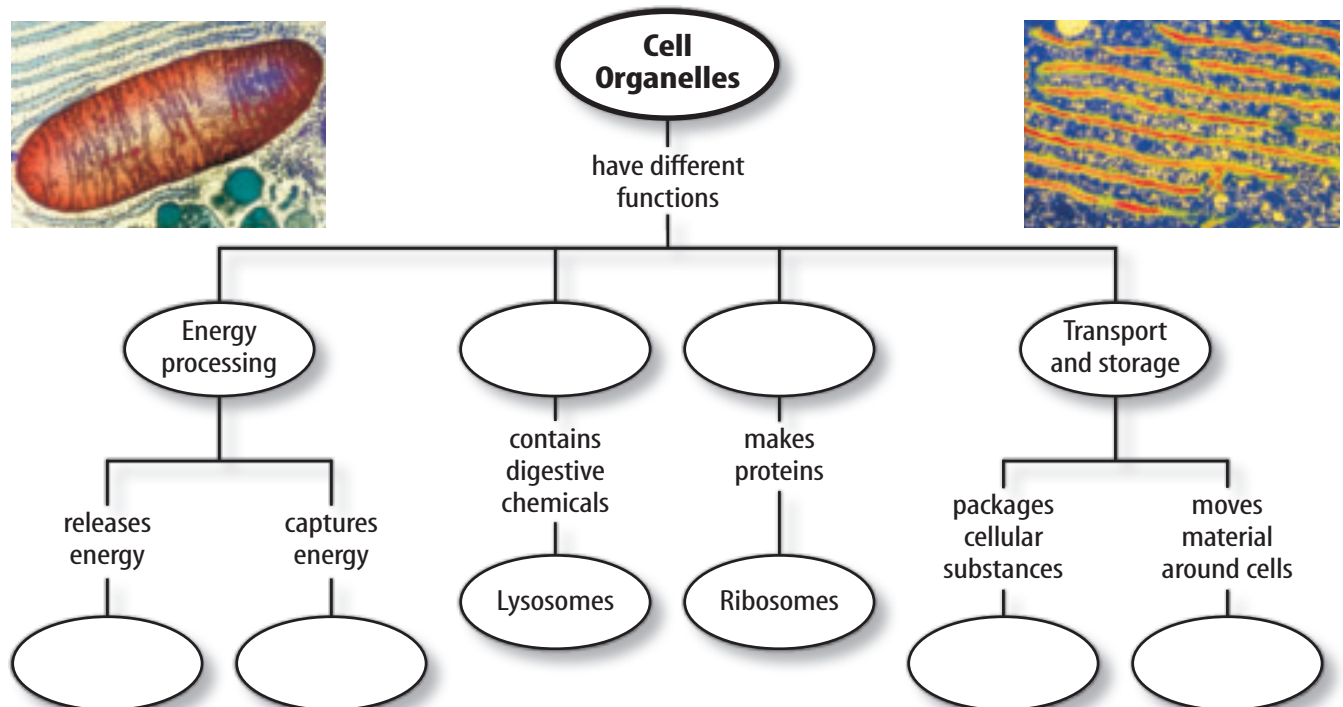 Cell
Organelles
have different
functions
Energy
processing
Transport
and storage
contains
digestive
chemicals
makes
proteins
releases
energy
captures
energy
packages
cellular
substances
moves
material
around cells
Lysosomes
Ribosomes